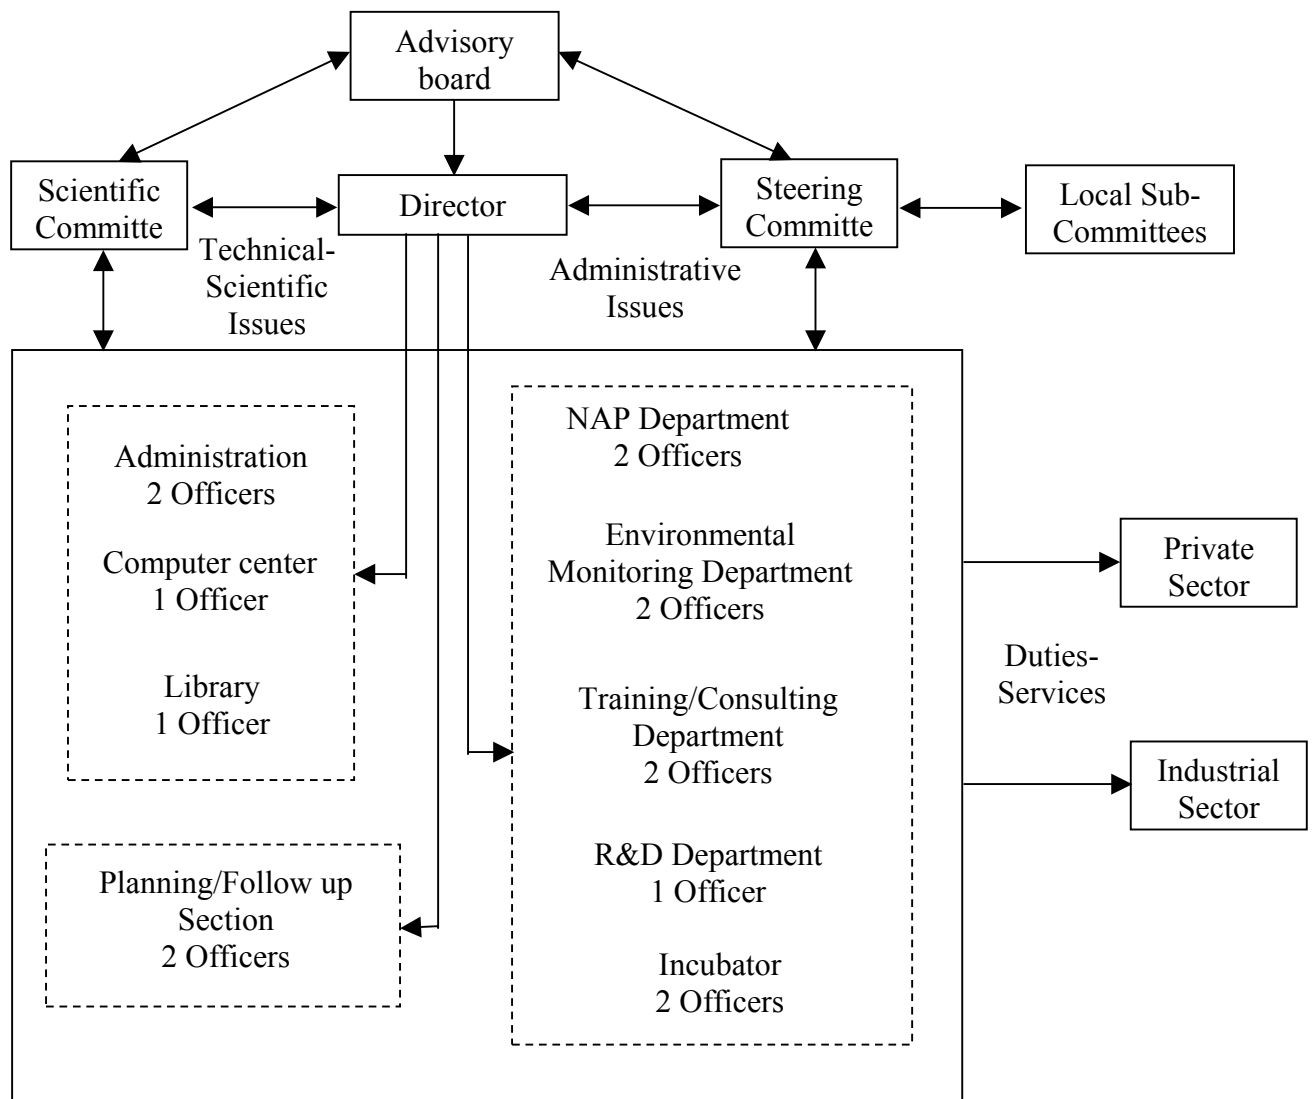 Advisory
board
Scientific
Committe
Director
Steering
Committe
Local Sub-
Committees
Technical-
Scientific
Issues
Administrative
Issues
Administration
2 Officers
Computer center
1 Officer
Library
1 Officer
Planning/Follow up
Section
2 Officers
NAP Department
2 Officers
Environmental
Monitoring Department
2 Officers
Training/Consulting
Department
2 Officers
R&D Department
1 Officer
Incubator
2 Officers
Private
Sector
Duties-
Services
Industrial
Sector